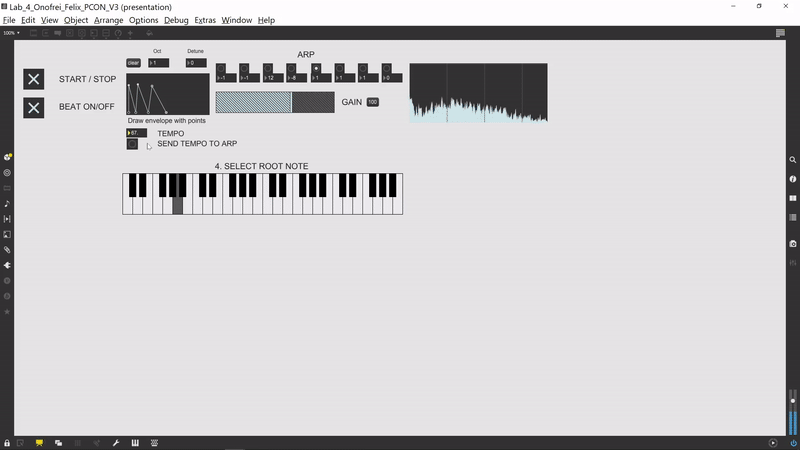 Lab_4_Onofrei_Felix_PCON_V3 (presentation)
File Edit View Object Arrange Options Debug Extras Window Help
100%
Oct Detune ARP
clear 1 0
-1 -1 12 -8 1 1 1 0
START / STOP
BEAT ON/OFF
GAIN 100
Draw envelope with points
67. TEMPO
SEND TEMPO TO ARP
4. SELECT ROOT NOTE